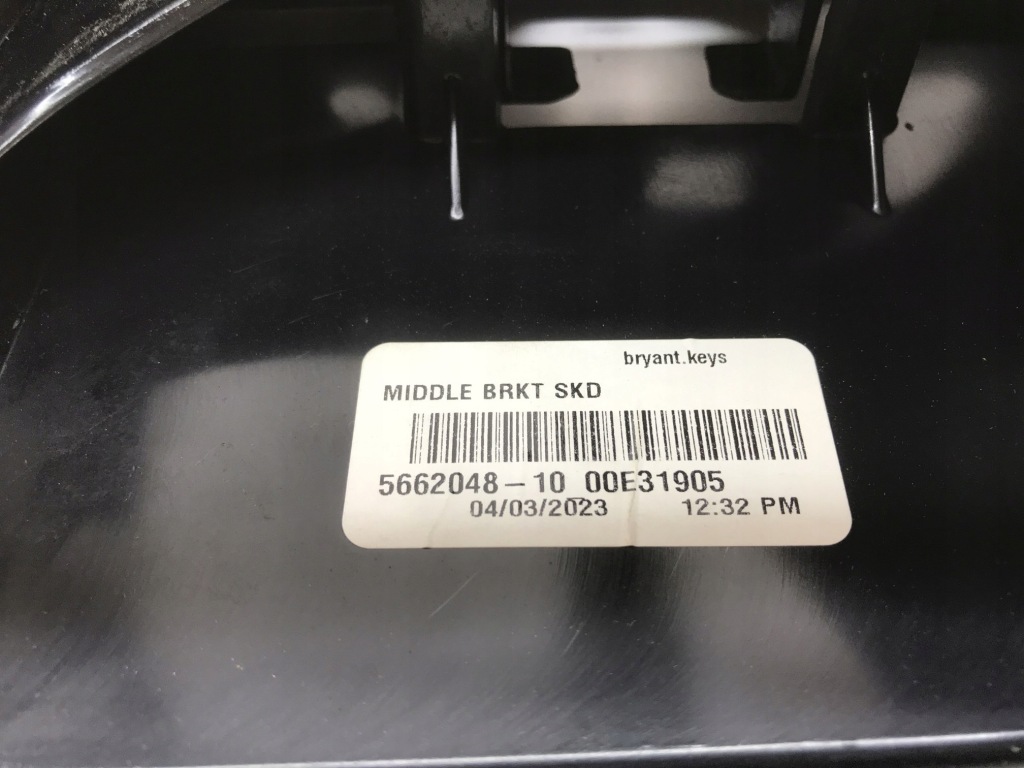 bryant.keys
MIDDLE BRKT SKD
5662048-10 00E31905
04/03/2023 12:32 PM